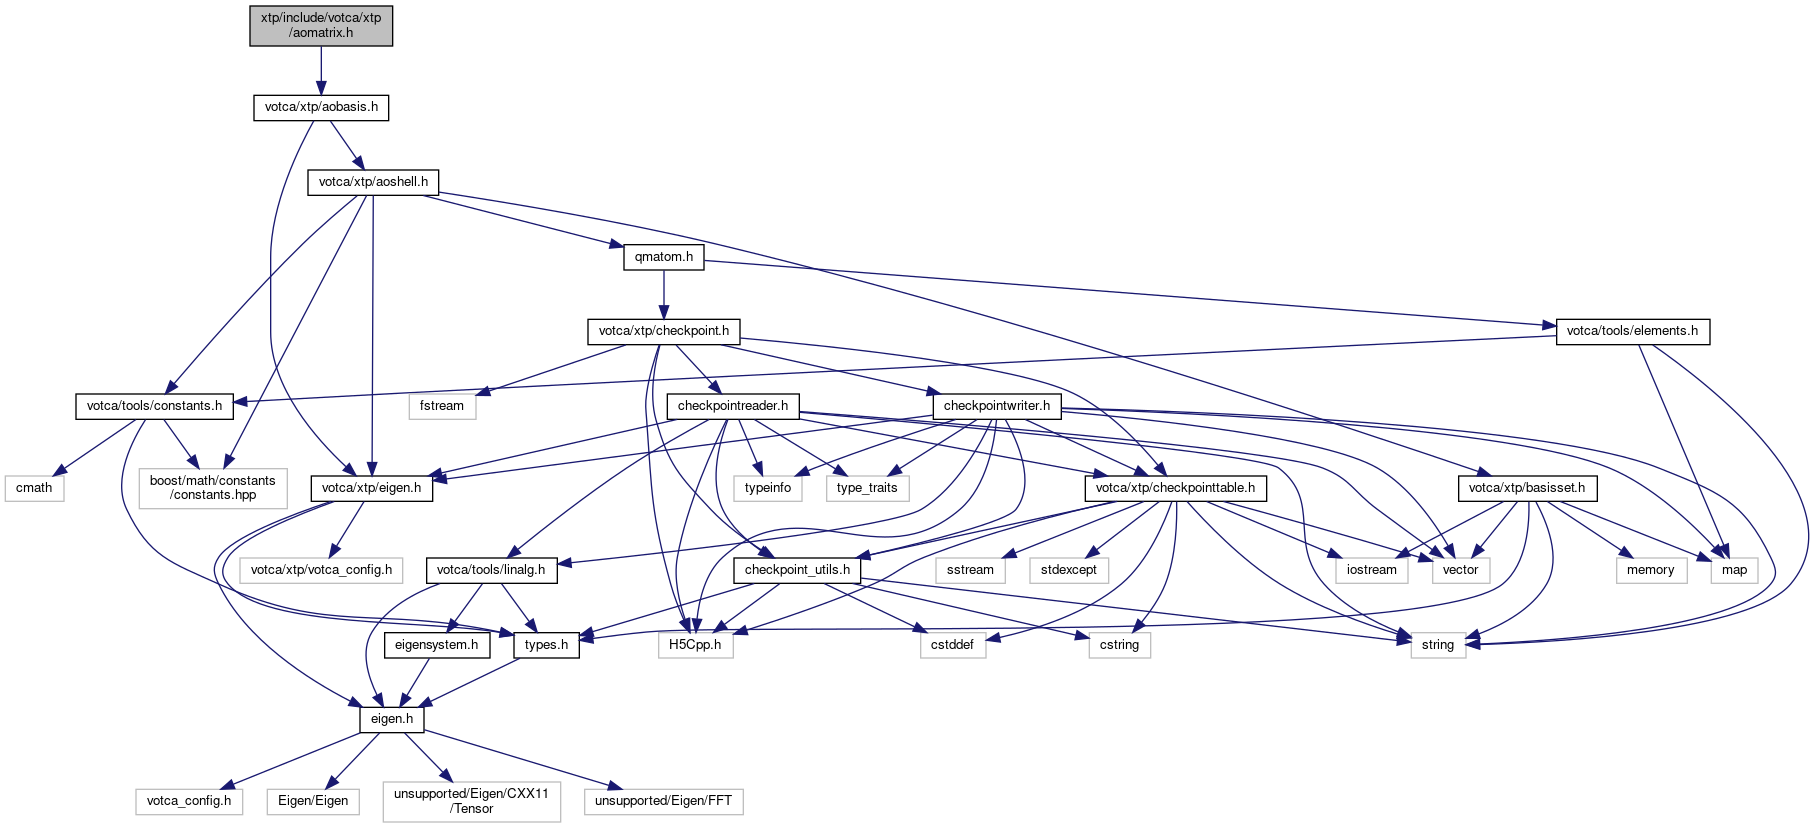 xtp/include/votca/xtp
/aomatrix.h
votca/xtp/aobasis.h
votca/xtp/aoshell.h
qmatom.h
votca/xtp/checkpoint.h
votca/tools/elements.h
votca/tools/constants.h
fstream
checkpointreader.h
checkpointwriter.h
cmath
boost/math/constants
/constants.hpp
votca/xtp/eigen.h
typeinfo
type_traits
votca/xtp/checkpointtable.h
votca/xtp/basisset.h
votca/xtp/votca_config.h
votca/tools/linalg.h
checkpoint_utils.h
sstream
stdexcept
iostream
vector
memory
map
eigensystem.h
types.h
H5Cpp.h
cstddef
cstring
string
eigen.h
votca_config.h
Eigen/Eigen
unsupported/Eigen/CXX11
/Tensor
unsupported/Eigen/FFT